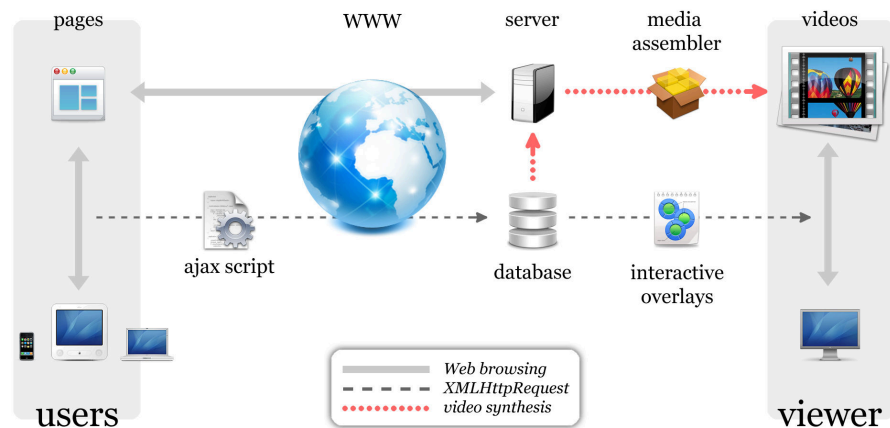 pages
WWW
server
media
assembler
videos
ajax script
database
interactive
overlays
Web browsing
XMLHttpRequest
video synthesis
users
viewer